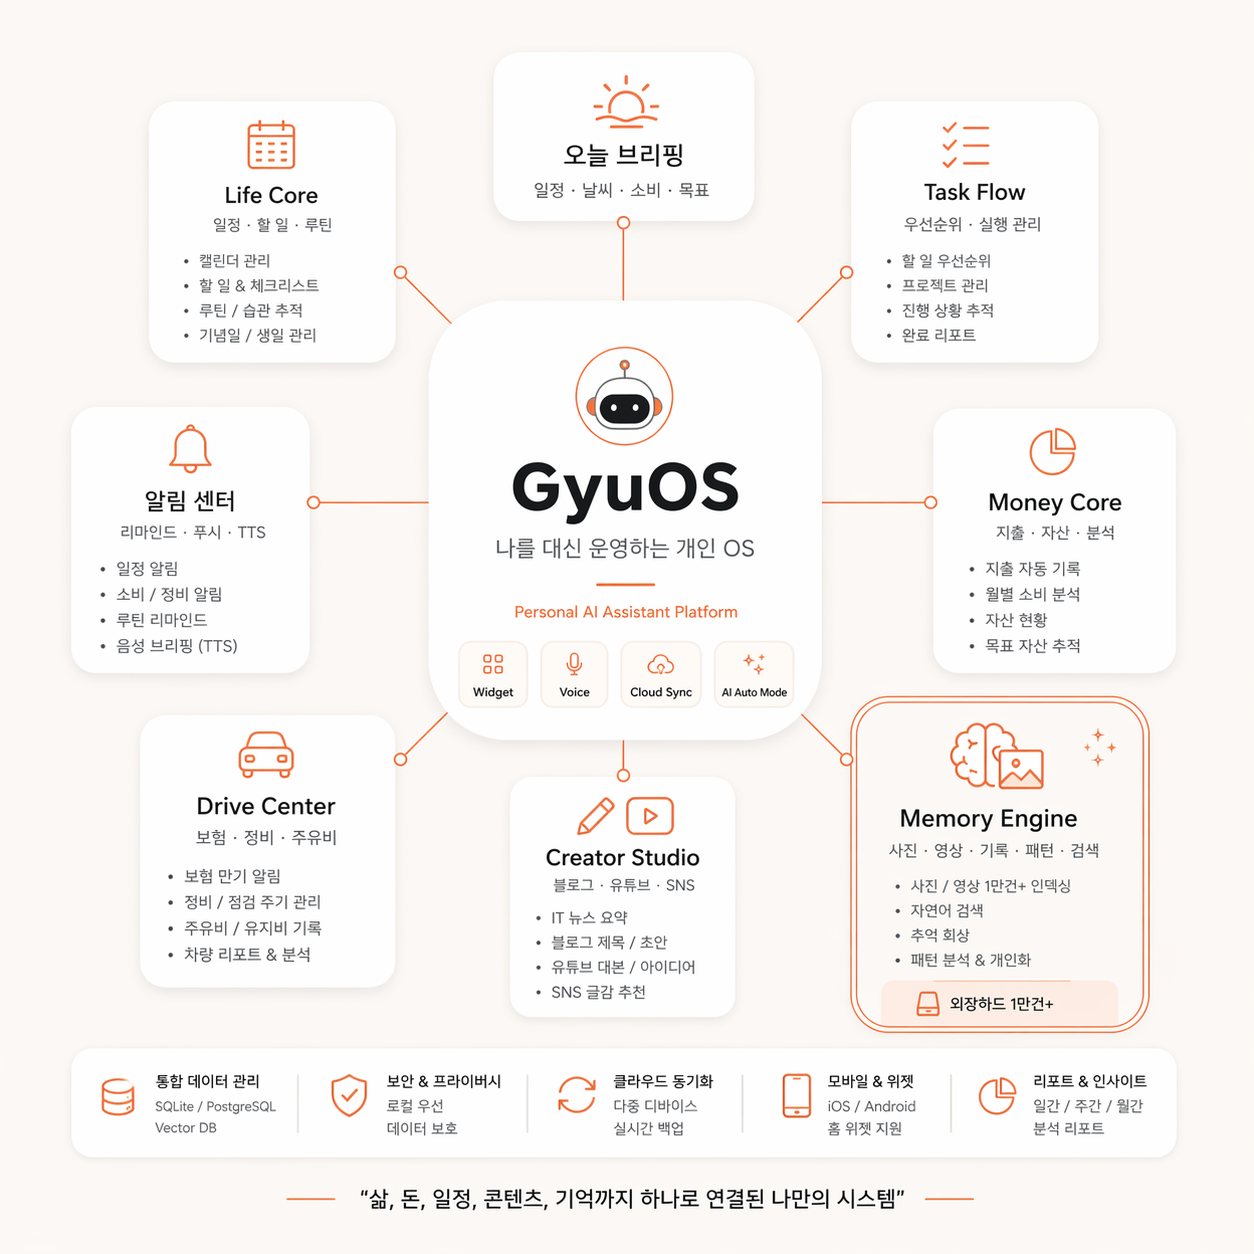 오늘 브리핑
일정 · 날씨 · 소비 · 목표
Life Core
일정 · 할 일 · 루틴
• 캘린더 관리
• 할 일 & 체크리스트
• 루틴 / 습관 추적
• 기념일 / 생일 관리
Task Flow
우선순위 · 실행 관리
• 할 일 우선순위
• 프로젝트 관리
• 진행 상황 추적
• 완료 리포트
GyuOS
나를 대신 운영하는 개인 OS
Personal AI Assistant Platform
Widget
Voice
Cloud Sync
AI Auto Mode
알림 센터
리마인드 · 푸시 · TTS
• 일정 알림
• 소비 / 정비 알림
• 루틴 리마인드
• 음성 브리핑 (TTS)
Money Core
지출 · 자산 · 분석
• 지출 자동 기록
• 월별 소비 분석
• 자산 현황
• 목표 자산 추적
Drive Center
보험 · 정비 · 주유비
• 보험 만기 알림
• 정비 / 점검 주기 관리
• 주유비 / 유지비 기록
• 차량 리포트 & 분석
Creator Studio
블로그 · 유튜브 · SNS
• IT 뉴스 요약
• 블로그 제목 / 초안
• 유튜브 대본 / 아이디어
• SNS 글감 추천
Memory Engine
사진 · 영상 · 기록 · 패턴 · 검색
• 사진 / 영상 1만건+ 인덱싱
• 자연어 검색
• 추억 회상
• 패턴 분석 & 개인화
외장하드 1만건+
통합 데이터 관리
SQLite / PostgreSQL
Vector DB
보안 & 프라이버시
로컬 우선
데이터 보호
클라우드 동기화
다중 디바이스
실시간 백업
모바일 & 위젯
iOS / Android
홈 위젯 지원
리포트 & 인사이트
일간 / 주간 / 월간
분석 리포트
“삶, 돈, 일정, 콘텐츠, 기억까지 하나로 연결된 나만의 시스템”